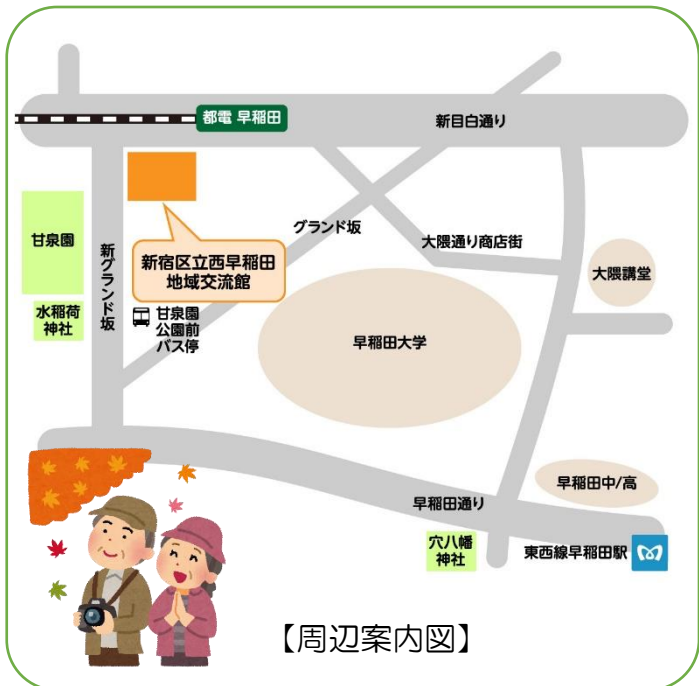 都電 早稲田
新目白通り
グランド坂
大隈通り商店街
甘泉園
新グランド坂
新宿区立西早稲田
地域交流館
大隈講堂
水稲荷
神社
甘泉園
公園前
バス停
早稲田大学
早稲田中/高
早稲田通り
穴八幡
神社
東西線早稲田駅
【周辺案内図】